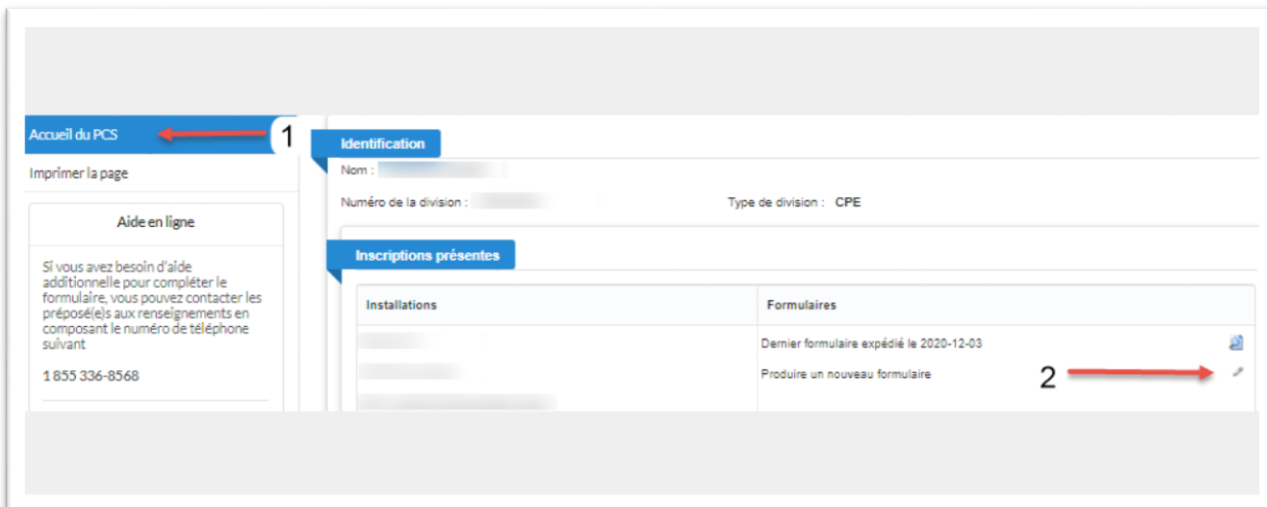 Accueil du PCS
1
Imprimer la page
Aide en ligne
Si vous avez besoin d'aide
additionnelle pour compléter le
formulaire, vous pouvez contacter les
préposé(e)s aux renseignements en
composant le numéro de téléphone
suivant
1 855 336-8568
Identification
Nom :
Numéro de la division :
Type de division : CPE
Inscriptions présentes
Installations
Formulaires
Dernier formulaire expédié le 2020-12-03
Produire un nouveau formulaire
2